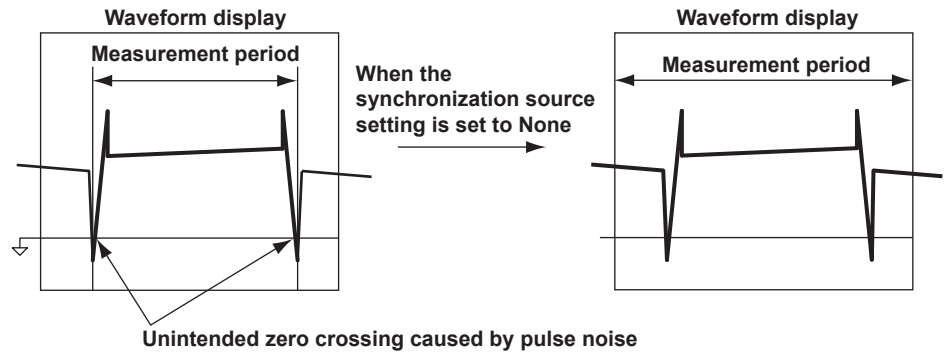 Waveform display
Measurement period
When the
synchronization source
setting is set to None
Waveform display
Measurement period
Unintended zero crossing caused by pulse noise